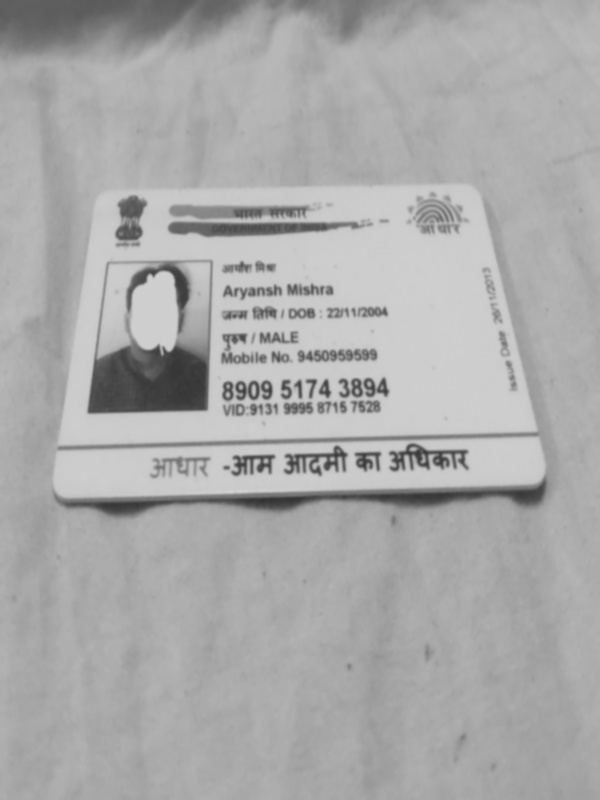 भारत सरकार
GOVERNMENT OF INDIA
आधार
आर्यांश मिश्रा
Aryansh Mishra
जन्म तिथि / DOB : 22/11/2004
पुरुष / MALE
Mobile No. 9450959599
8909 5174 3894
VID:9131 9995 8715 7528
Issue Date: 26/11/2013
आधार -आम आदमी का अधिकार